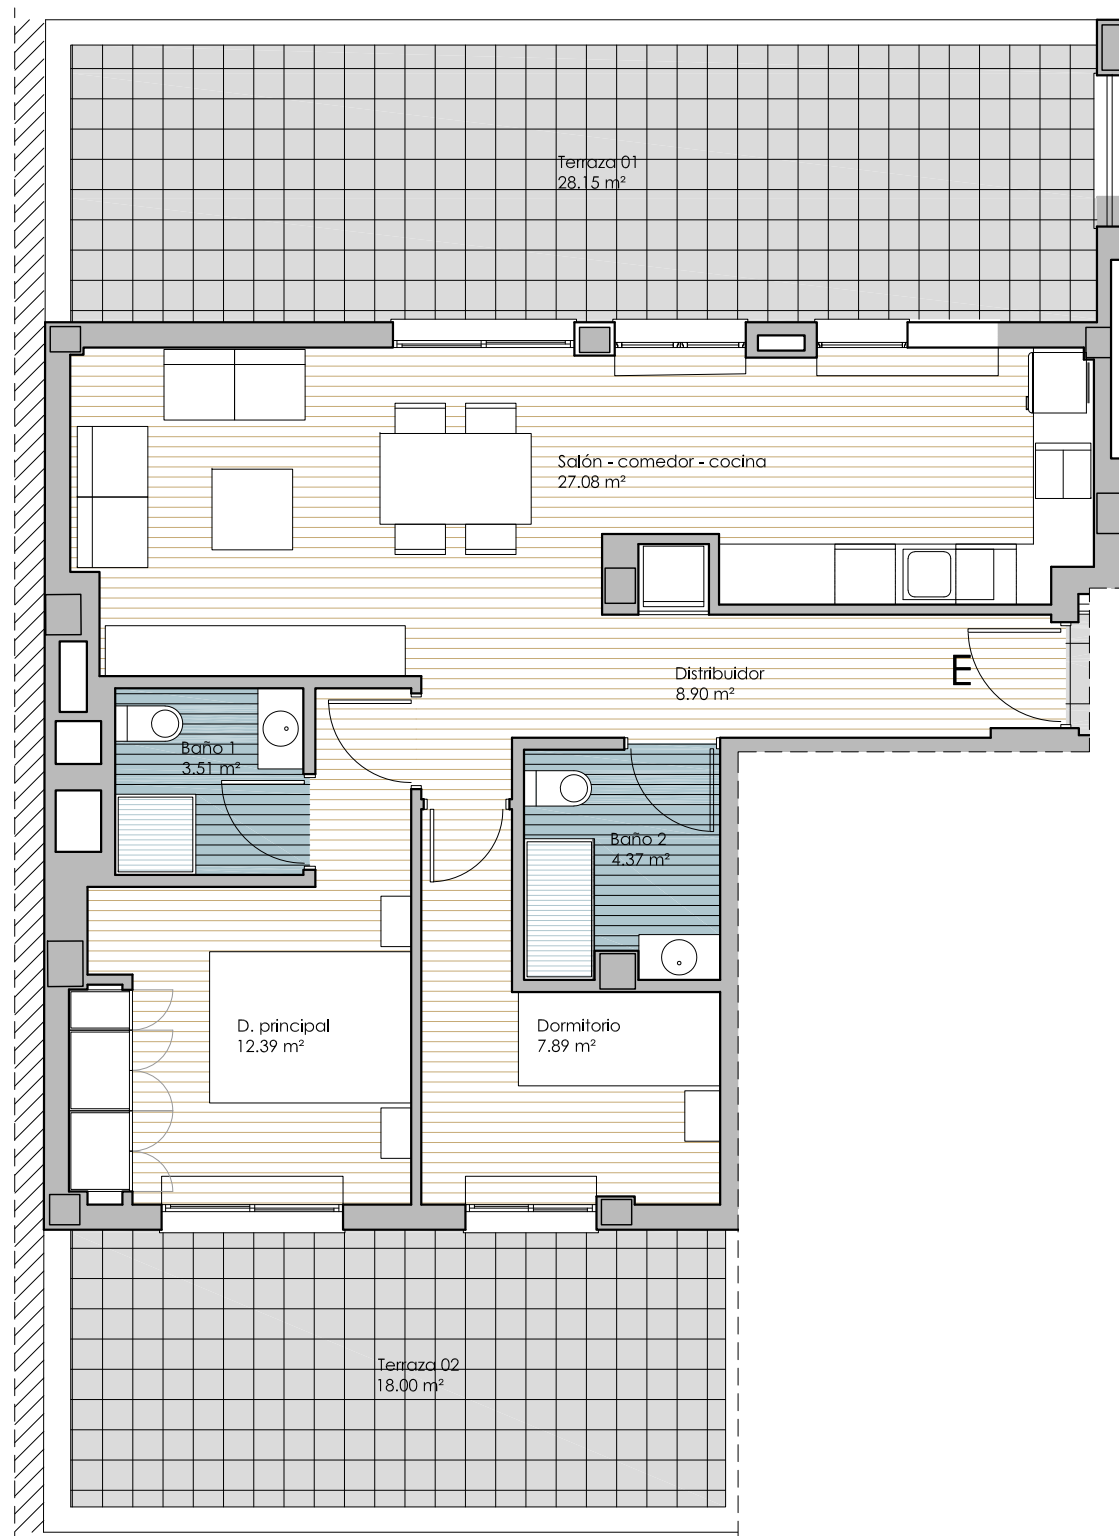 Terraza 01
28.15 m²
Salón - comedor - cocina
27.08 m²
Distribuidor
8.90 m²
E
Baño 1
3.51 m²
Baño 2
4.37 m²
D. principal
12.39 m²
Dormitorio
7.89 m²
Terraza 02
18.00 m²